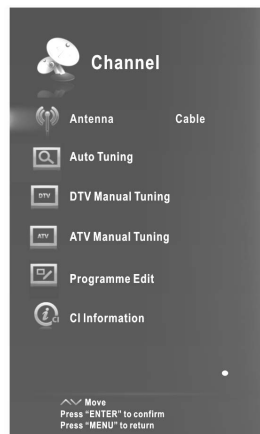 Channel
Antenna Cable
Auto Tuning
DTV
DTV Manual Tuning
ATV
ATV Manual Tuning
Programme Edit
CI
CI Information
Move
Press “ENTER” to confirm
Press “MENU” to return